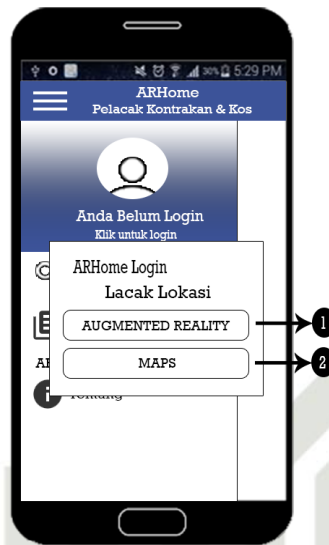 30% 5:29 PM
ARHome
Pelacak Kontrakan & Kos
Anda Belum Login
Klik untuk login
ARHome Login
Lacak Lokasi
AUGMENTED REALITY
1
MAPS
2